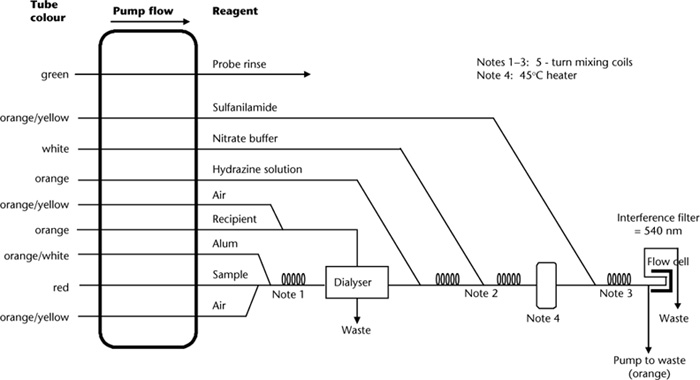 Tube
colour
Pump flow
Reagent
green
Probe rinse
Notes 1–3: 5 - turn mixing coils
Note 4: 45°C heater
orange/yellow
Sulfanilamide
white
Nitrate buffer
orange
Hydrazine solution
orange/yellow
Air
orange
Recipient
Interference filter
= 540 nm
orange/white
Alum
Flow cell
red
Sample
Note 1
Dialyser
Note 2
Note 3
orange/yellow
Air
Waste
Note 4
Waste
Pump to waste
(orange)